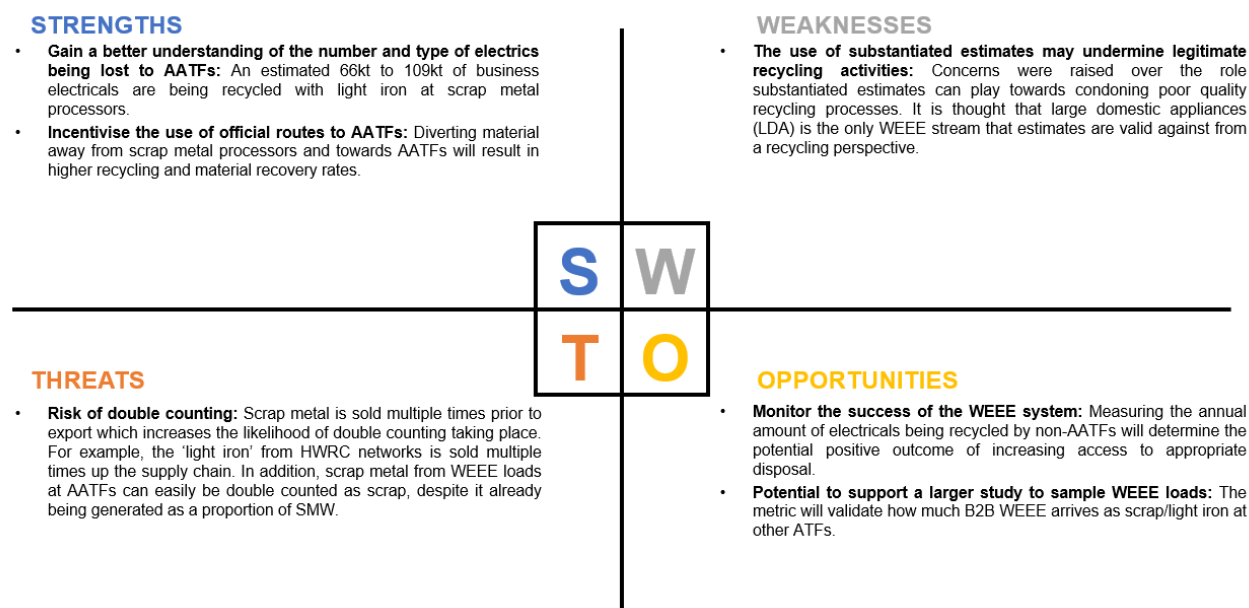 STRENGTHS
• Gain a better understanding of the number and type of electrics
being lost to AATFs: An estimated 66kt to 109kt of business
electricals are being recycled with light iron at scrap metal
processors.
• Incentivise the use of official routes to AATFs: Diverting material
away from scrap metal processors and towards AATFs will result in
higher recycling and material recovery rates.
WEAKNESSES
• The use of substantiated estimates may undermine legitimate
recycling activities: Concerns were raised over the role
substantiated estimates can play towards condoning poor quality
recycling processes. It is thought that large domestic appliances
(LDA) is the only WEEE stream that estimates are valid against from
a recycling perspective.
S W
T O
THREATS
• Risk of double counting: Scrap metal is sold multiple times prior to
export which increases the likelihood of double counting taking place.
For example, the ‘light iron’ from HWRC networks is sold multiple
times up the supply chain. In addition, scrap metal from WEEE loads
at AATFs can easily be double counted as scrap, despite it already
being generated as a proportion of SMW.
OPPORTUNITIES
• Monitor the success of the WEEE system: Measuring the annual
amount of electricals being recycled by non-AATFs will determine the
potential positive outcome of increasing access to appropriate
disposal.
• Potential to support a larger study to sample WEEE loads: The
metric will validate how much B2B WEEE arrives as scrap/light iron at
other ATFs.